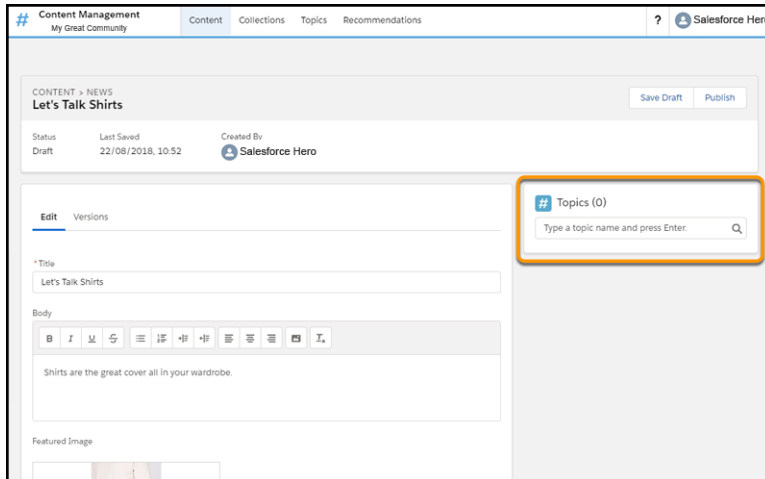 # Content Management
My Great Community
Content Collections Topics Recommendations
? Salesforce Her
CONTENT > NEWS
Let's Talk Shirts
Save Draft Publish
Status Last Saved Created By
Draft 22/08/2018, 10:52 Salesforce Hero
# Topics (0)
Type a topic name and press Enter.
Edit Versions
*Title
Let's Talk Shirts
Body
B I U S
Shirts are the great cover all in your wardrobe.
Featured Image